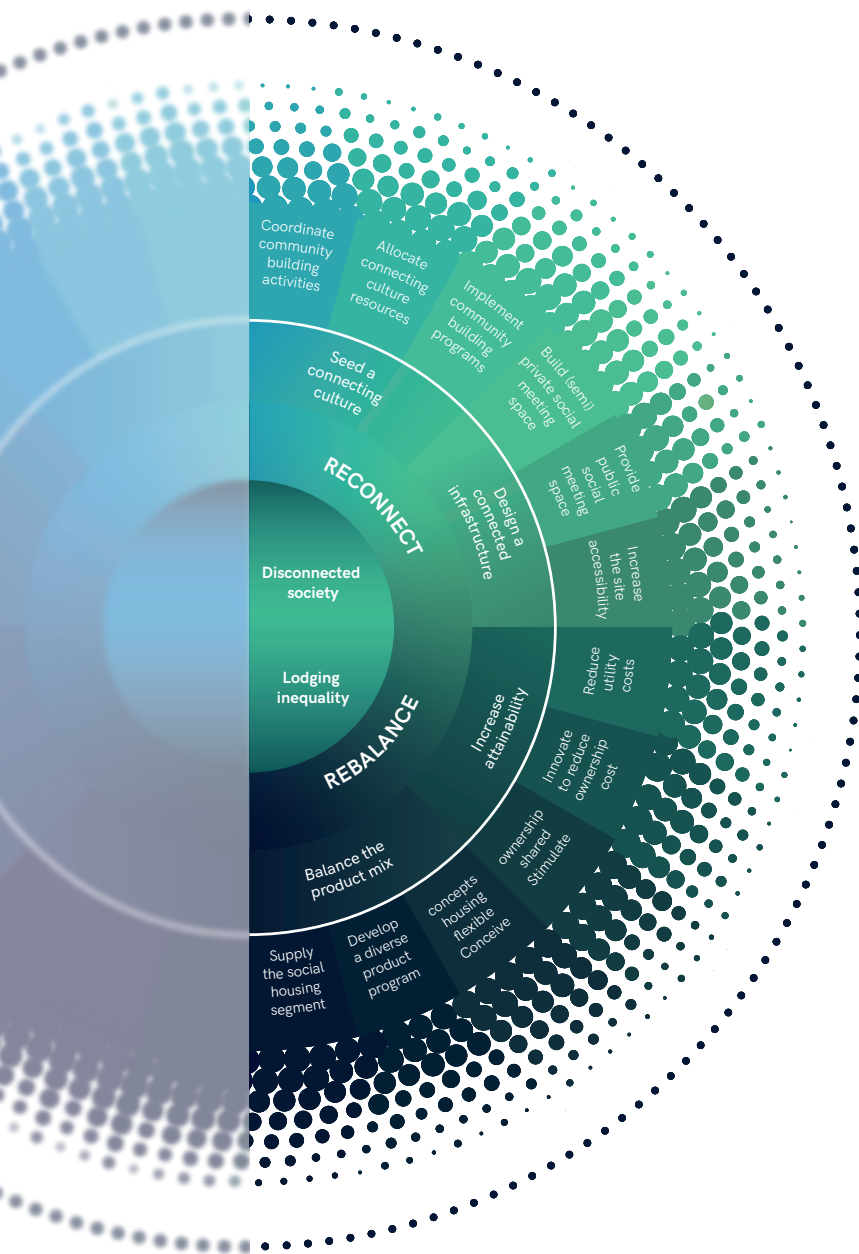 Coordinate
community
building
activities
Allocate
connecting
culture
resources
Implement
community
building
programs
Build (semi)
private social
meeting
space
Provide
public
social
meeting
space
Increase
the site
accessibility
Seed a
connecting
culture
Design a
connected
infrastructure
RECONNECT
Disconnected
society
Lodging
inequality
REBALANCE
Increase
attainability
Balance the
product mix
Reduce
utility
costs
Innovate
to reduce
ownership
cost
ownership
shared
Stimulate
concepts
housing
flexible
Conceive
Develop
a diverse
product
program
Supply
the social
housing
segment